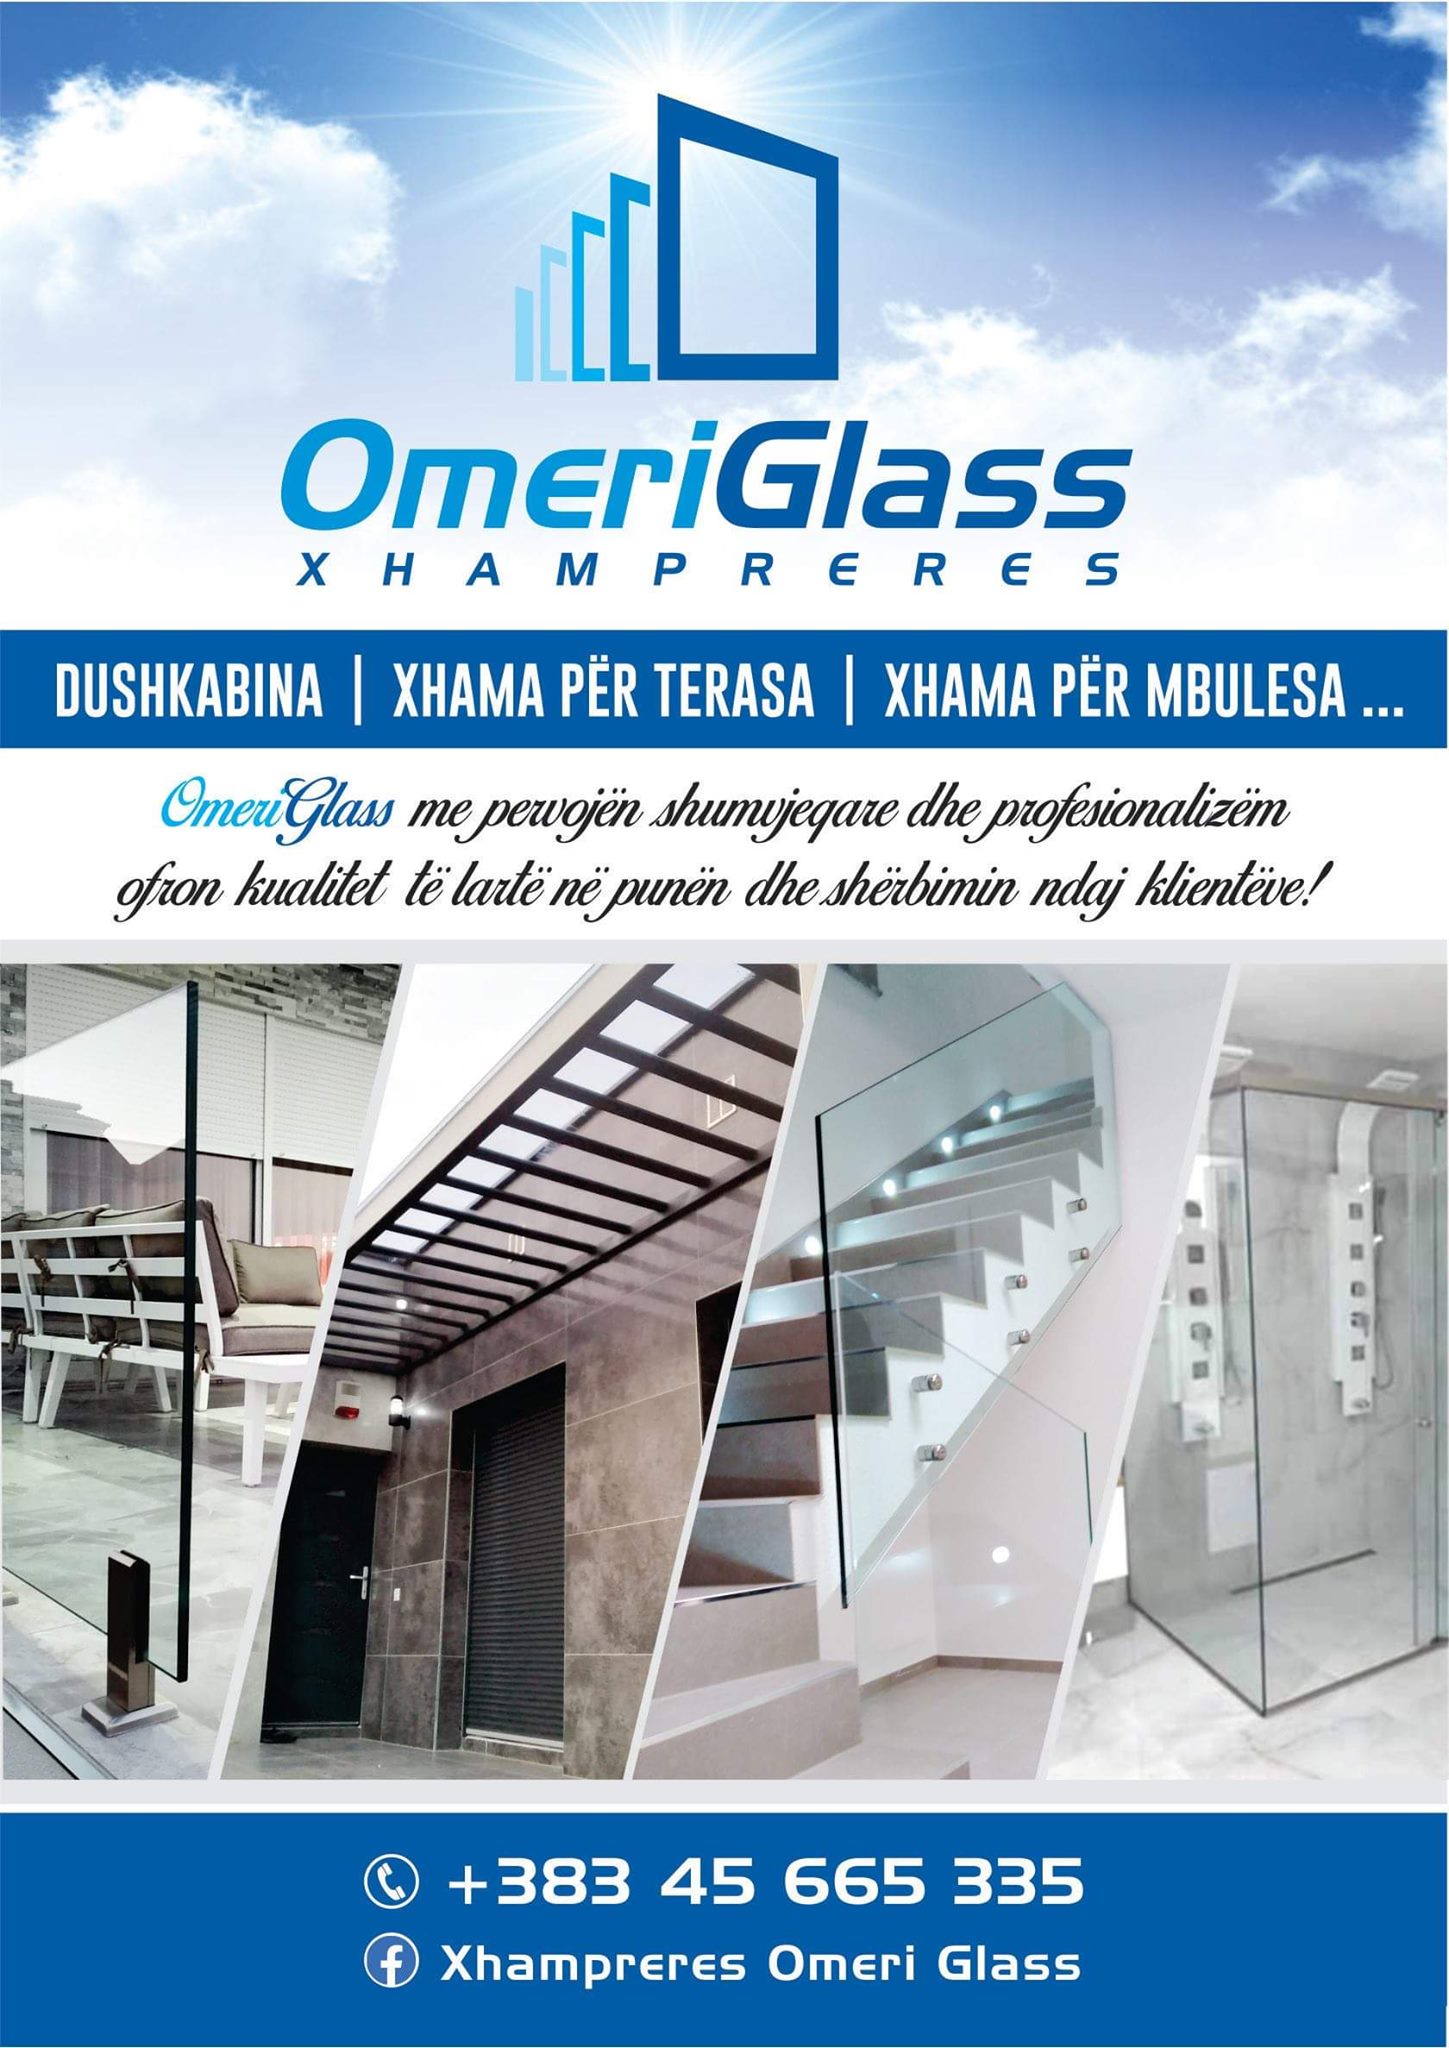 OmeriGlass
XHAMPRERES
DUSHKABINA | XHAMA PËR TERASA | XHAMA PËR MBULESA ...
OmeriGlass me pervojën shumvjeqare dhe profesionalizëm
ofron kualitet të lartë në punën dhe shërbimin ndaj klientëve!
+383 45 665 335
Xhampreres Omeri Glass